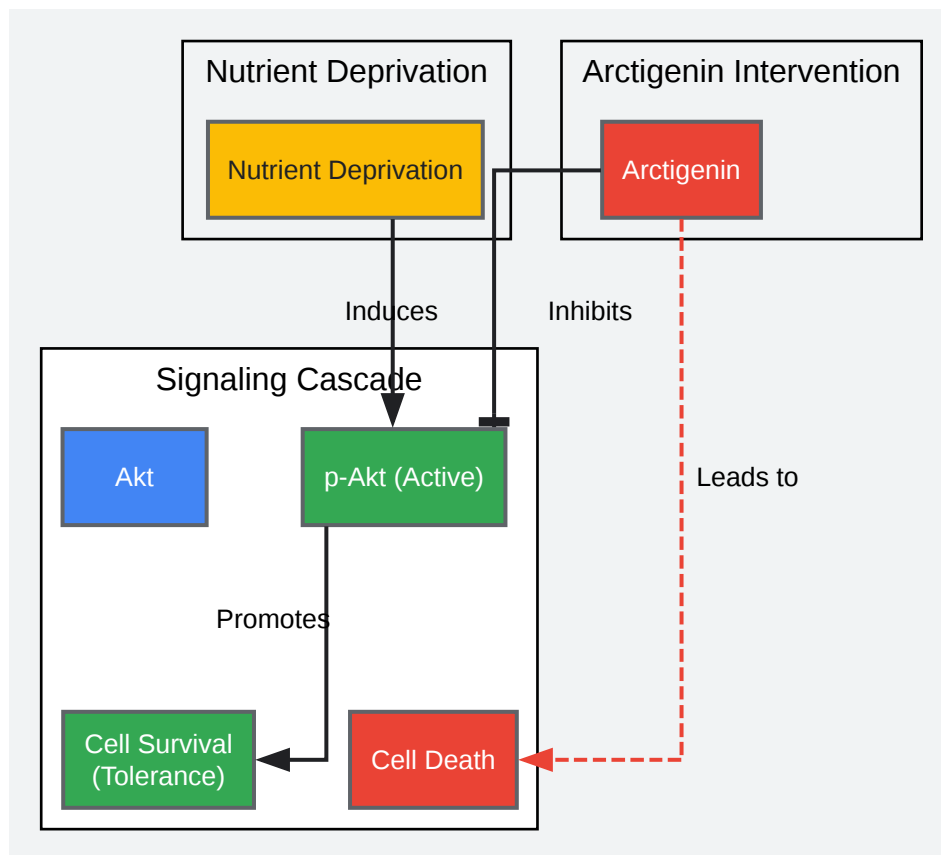 Nutrient Deprivation
Arctigenin Intervention
Nutrient Deprivation
Arctigenin
Induces
Inhibits
Signaling Cascade
Akt
p-Akt (Active)
Leads to
Promotes
Cell Survival
(Tolerance)
Cell Death